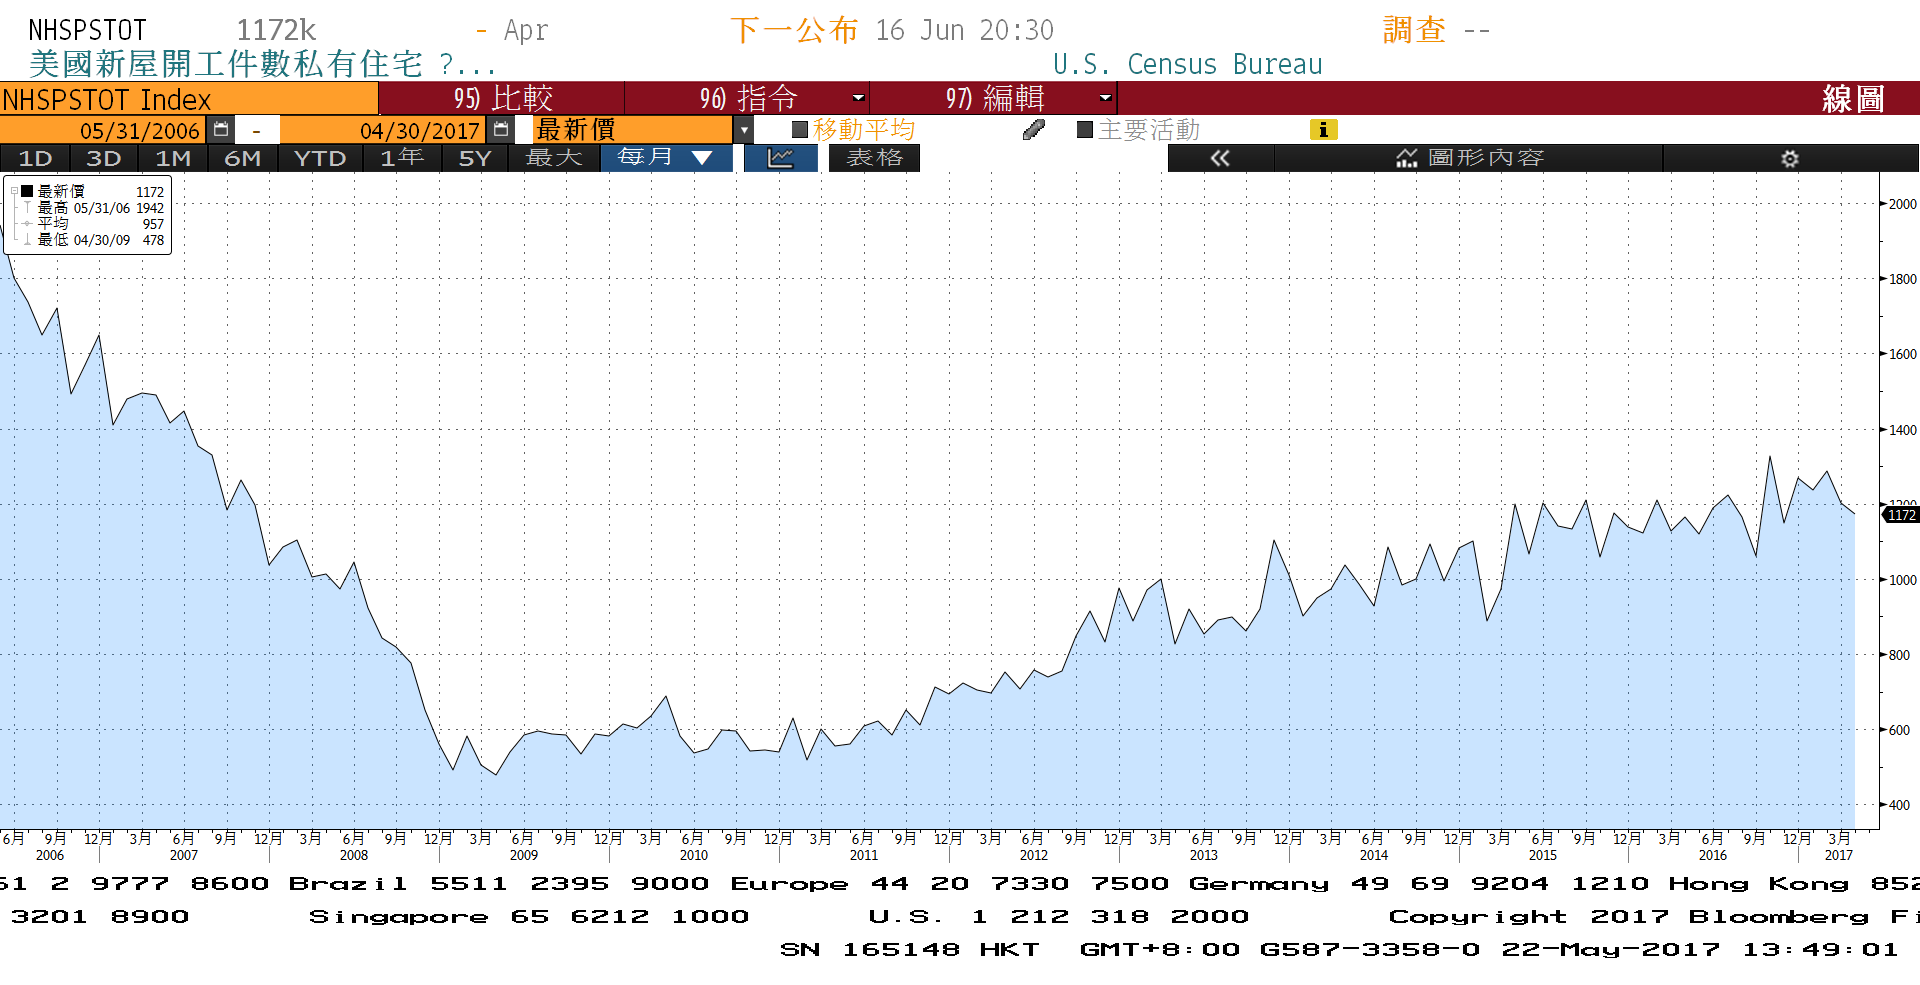 NHSPSTOT 1172k - Apr 下一公布 16 Jun 20:30 調查 --
美國新屋開工件數私有住宅 ?... U.S. Census Bureau
NHSPSTOT Index 95) 比較 96) 指令 97) 編輯 線圖
05/31/2006 - 04/30/2017 最新價 移動平均 主要活動
1D 3D 1M 6M YTD 1年 5Y 最大 每月 ▼ 表格 « 圖形內容
最新價 1172
最高 05/31/06 1942
平均 957
最低 04/30/09 478
2000
1800
1600
1400
1200
1172
1000
800
600
400
6月 9月 12月 3月 6月 9月 12月 3月 6月 9月 12月 3月 6月 9月 12月 3月 6月 9月 12月 3月 6月 9月 12月 3月 6月 9月 12月 3月 6月 9月 12月 3月 6月 9月 12月 3月 6月 9月 12月 3月 6月 9月 12月 3月
2006 2007 2008 2009 2010 2011 2012 2013 2014 2015 2016 2017
61 2 9777 8600 Brazil 5511 2395 9000 Europe 44 20 7330 7500 Germany 49 69 9204 1210 Hong Kong 852
3201 8900 Singapore 65 6212 1000 U.S. 1 212 318 2000 Copyright 2017 Bloomberg Fi
SN 165148 HKT GMT+8:00 G587-3358-0 22-May-2017 13:49:01